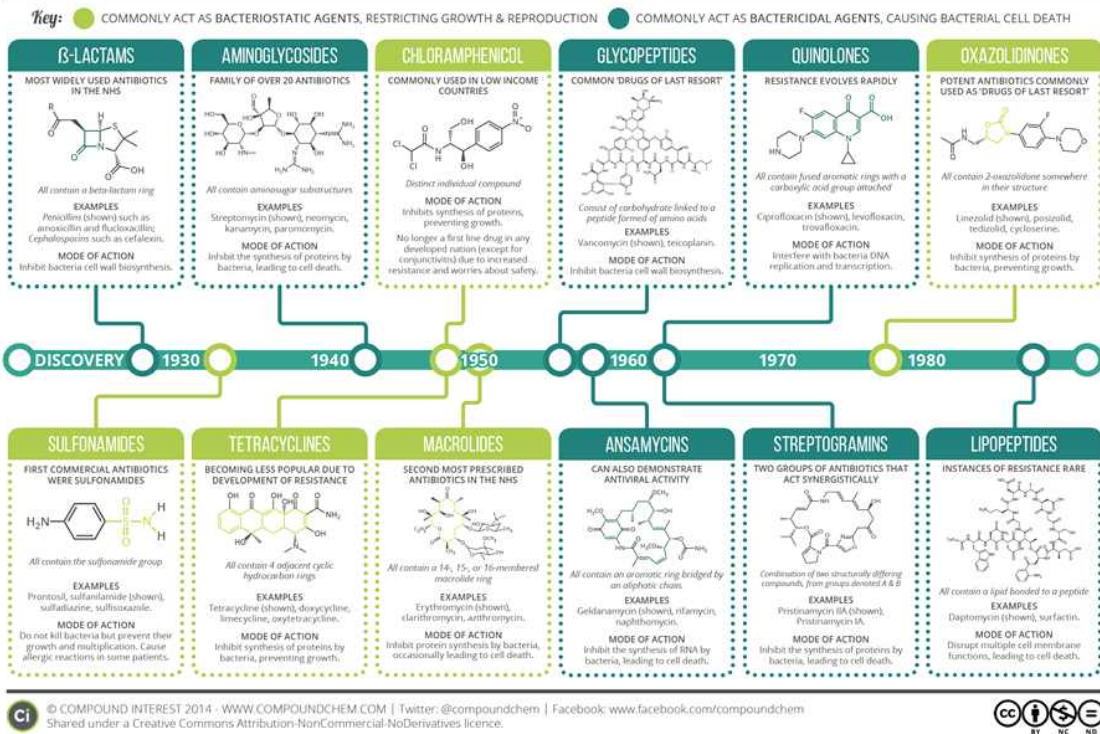 Key: COMMONLY ACT AS BACTERIOSTATIC AGENTS, RESTRICTING GROWTH & REPRODUCTION COMMONLY ACT AS BACTERICIDAL AGENTS, CAUSING BACTERIAL CELL DEATH
ß-LACTAMS
MOST WIDELY USED ANTIBIOTICS
IN THE NHS
All contain a beta-lactam ring
EXAMPLES
Penicillins (shown) such as
amoxicillin and flucloxacillin;
Cephalosporins such as cefalexin.
MODE OF ACTION
Inhibit bacteria cell wall biosynthesis.
AMINOGLYCOSIDES
FAMILY OF OVER 20 ANTIBIOTICS
All contain aminosugar substructures
EXAMPLES
Streptomycin (shown), neomycin,
kanamycin, paromomycin.
MODE OF ACTION
Inhibit the synthesis of proteins by
bacteria, leading to cell death.
CHLORAMPHENICOL
COMMONLY USED IN LOW INCOME
COUNTRIES
Distinct individual compound
MODE OF ACTION
Inhibits synthesis of proteins,
preventing growth.
No longer a first line drug in any
developed nation (except for
conjunctivitis) due to increased
resistance and worries about safety.
GLYCOPEPTIDES
COMMON 'DRUGS OF LAST RESORT'
Consist of carbohydrate linked to a
peptide formed of amino acids
EXAMPLES
Vancomycin (shown), teicoplanin.
MODE OF ACTION
Inhibit bacteria cell wall biosynthesis.
QUINOLONES
RESISTANCE EVOLVES RAPIDLY
All contain fused aromatic rings with a
carboxylic acid group attached
EXAMPLES
Ciprofloxacin (shown), levofloxacin,
trovafloxacin.
MODE OF ACTION
Interfere with bacteria DNA
replication and transcription.
OXAZOLIDINONES
POTENT ANTIBIOTICS COMMONLY
USED AS 'DRUGS OF LAST RESORT'
All contain 2-oxazolidone somewhere
in their structure
EXAMPLES
Linezolid (shown), posizolid,
tedizolid, cycloserine.
MODE OF ACTION
Inhibit synthesis of proteins by
bacteria, preventing growth.
DISCOVERY 1930 1940 1950 1960 1970 1980
SULFONAMIDES
FIRST COMMERCIAL ANTIBIOTICS
WERE SULFONAMIDES
All contain the sulfonamide group
EXAMPLES
Prontosil, sulfanilamide (shown),
sulfadiazine, sulfisoxazole.
MODE OF ACTION
Do not kill bacteria but prevent their
growth and multiplication. Cause
allergic reactions in some patients.
TETRACYCLINES
BECOMING LESS POPULAR DUE TO
DEVELOPMENT OF RESISTANCE
All contain 4 adjacent cyclic
hydrocarbon rings
EXAMPLES
Tetracycline (shown), doxycycline,
limecycline, oxytetracycline.
MODE OF ACTION
Inhibit synthesis of proteins by
bacteria, preventing growth.
MACROLIDES
SECOND MOST PRESCRIBED
ANTIBIOTICS IN THE NHS
All contain a 14-, 15-, or 16-membered
macrolide ring
EXAMPLES
Erythromycin (shown),
clarithromycin, azithromycin.
MODE OF ACTION
Inhibit protein synthesis by bacteria,
occasionally leading to cell death.
ANSAMYCINS
CAN ALSO DEMONSTRATE
ANTIVIRAL ACTIVITY
All contain an aromatic ring bridged by
an aliphatic chain.
EXAMPLES
Geldanamycin (shown), rifamycin,
naphthomycin.
MODE OF ACTION
Inhibit the synthesis of RNA by
bacteria, leading to cell death.
STREPTOGRAMINS
TWO GROUPS OF ANTIBIOTICS THAT
ACT SYNERGISTICALLY
Combination of two structurally differing
compounds, from groups denoted A & B
EXAMPLES
Pristinamycin IIA (shown),
Pristinamycin IA.
MODE OF ACTION
Inhibit the synthesis of proteins by
bacteria, leading to cell death.
LIPOPEPTIDES
INSTANCES OF RESISTANCE RARE
All contain a lipid bonded to a peptide
EXAMPLES
Daptomycin (shown), surfactin.
MODE OF ACTION
Disrupt multiple cell membrane
functions, leading to cell death.
Ci © COMPOUND INTEREST 2014 - WWW.COMPOUNDCHEM.COM | Twitter: @compoundchem | Facebook: www.facebook.com/compoundchem
Shared under a Creative Commons Attribution-NonCommercial-NoDerivatives licence.
cc BY NC ND